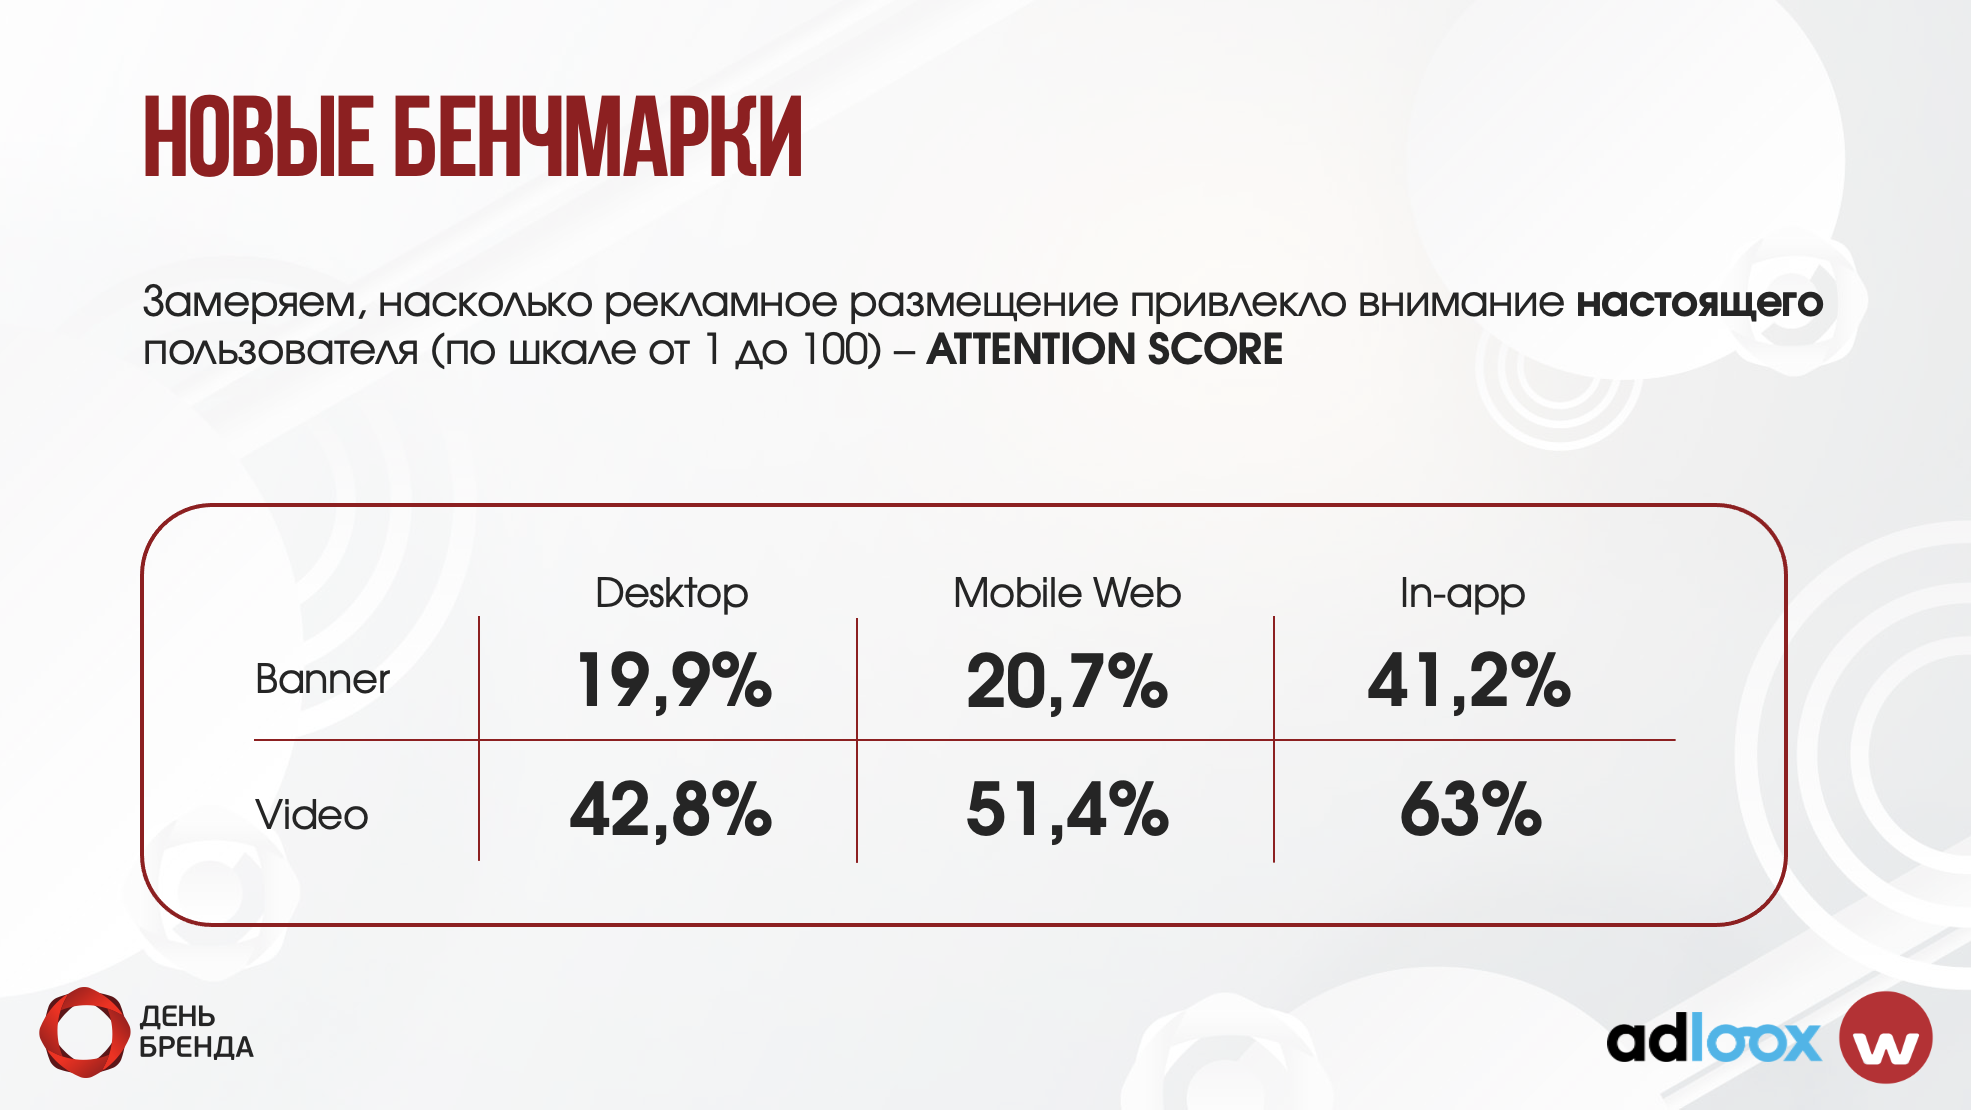 НОВЫЕ БЕНЧМАРКИ
Замеряем, насколько рекламное размещение привлекло внимание настоящего
пользователя (по шкале от 1 до 100) – ATTENTION SCORE
Desktop Mobile Web In-app
Banner 19,9% 20,7% 41,2%
Video 42,8% 51,4% 63%
ДЕНЬ
БРЕНДА
adloox w